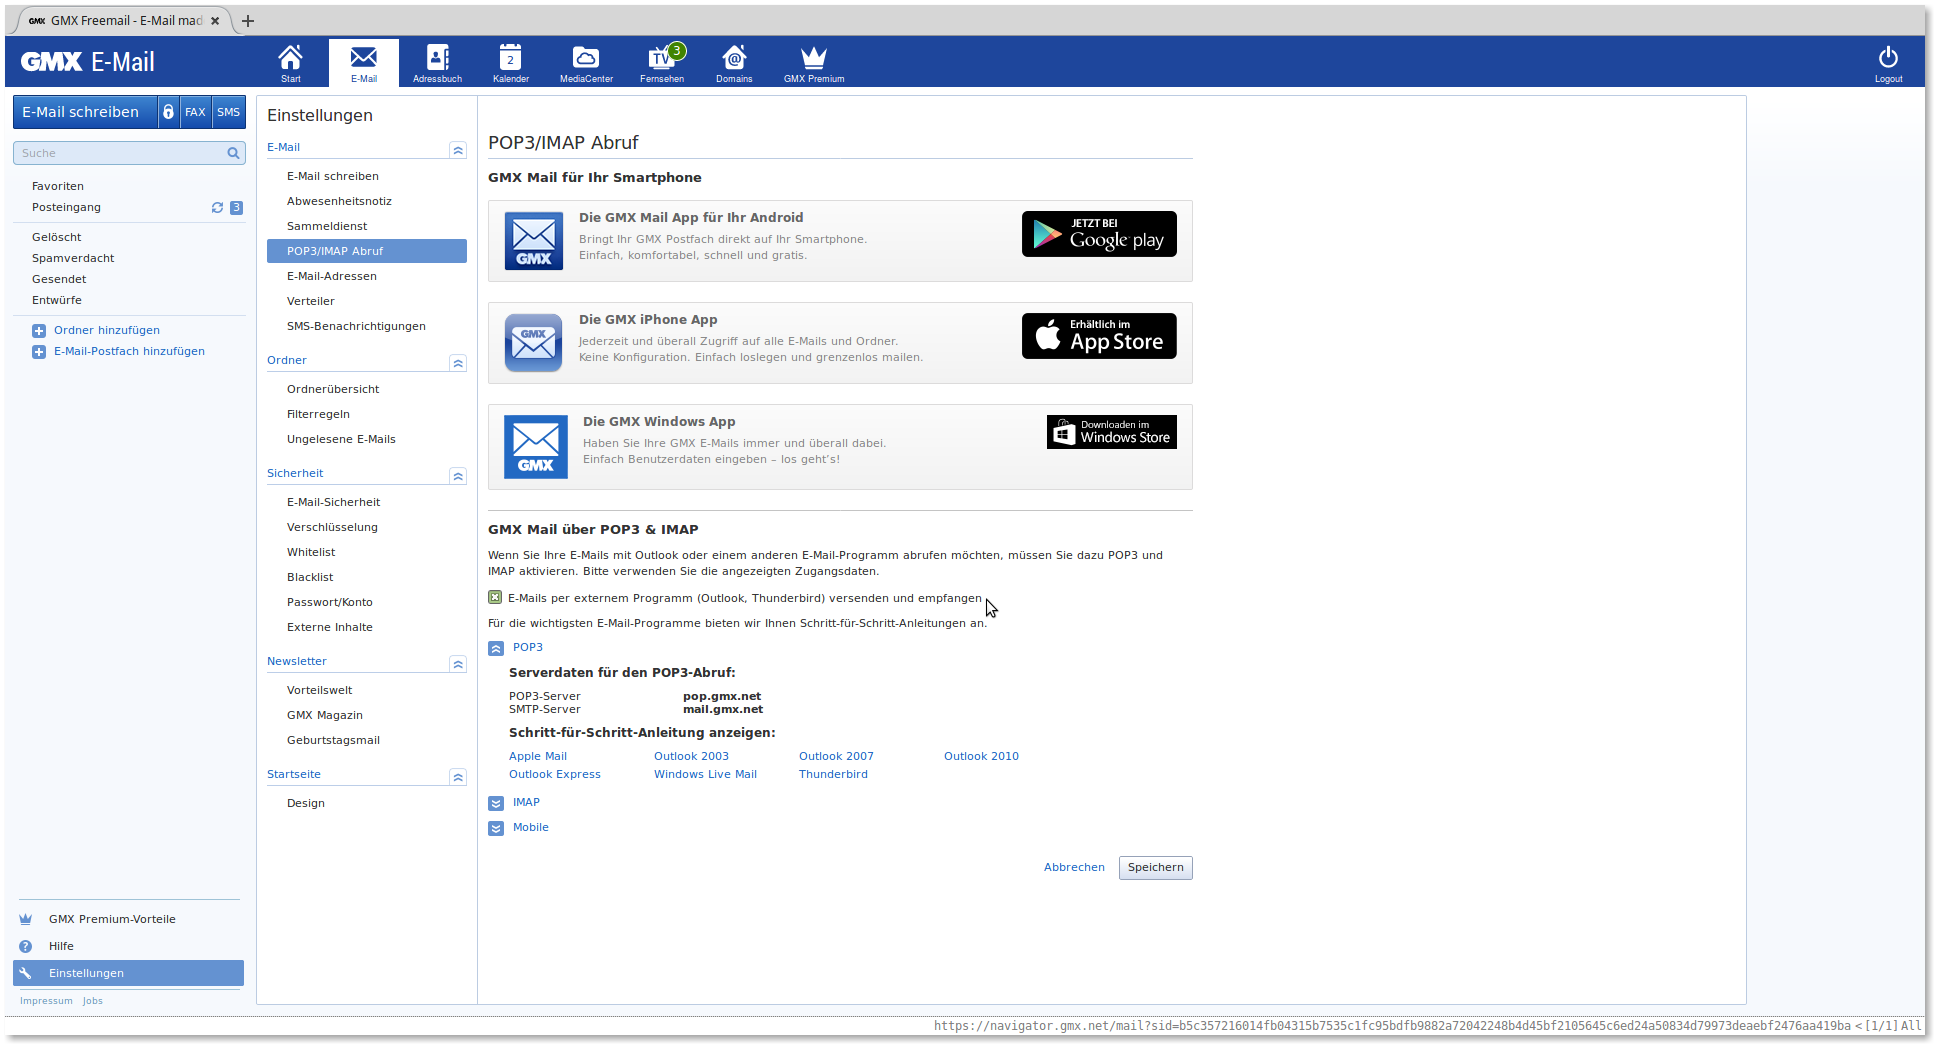 GMX GMX Freemail - E-Mail mad
GMX E-Mail
Start
E-Mail
Adressbuch
2
Kalender
MediaCenter
TV 3
Fernsehen
@
Domains
GMX Premium
Logout
E-Mail schreiben FAX SMS
Suche
Favoriten
Posteingang 3
Gelöscht
Spamverdacht
Gesendet
Entwürfe
Ordner hinzufügen
E-Mail-Postfach hinzufügen
GMX Premium-Vorteile
? Hilfe
Einstellungen
Impressum Jobs
Einstellungen
E-Mail
E-Mail schreiben
Abwesenheitsnotiz
Sammeldienst
POP3/IMAP Abruf
E-Mail-Adressen
Verteiler
SMS-Benachrichtigungen
Ordner
Ordnerübersicht
Filterregeln
Ungelesene E-Mails
Sicherheit
E-Mail-Sicherheit
Verschlüsselung
Whitelist
Blacklist
Passwort/Konto
Externe Inhalte
Newsletter
Vorteilswelt
GMX Magazin
Geburtstagsmail
Startseite
Design
POP3/IMAP Abruf
GMX Mail für Ihr Smartphone
GMX
Die GMX Mail App für Ihr Android
Bringt Ihr GMX Postfach direkt auf Ihr Smartphone.
Einfach, komfortabel, schnell und gratis.
JETZT BEI
Google play
GMX
Die GMX iPhone App
Jederzeit und überall Zugriff auf alle E-Mails und Ordner.
Keine Konfiguration. Einfach loslegen und grenzenlos mailen.
Erhältlich im
App Store
GMX
Die GMX Windows App
Haben Sie Ihre GMX E-Mails immer und überall dabei.
Einfach Benutzerdaten eingeben – los geht's!
Downloaden im
Windows Store
GMX Mail über POP3 & IMAP
Wenn Sie Ihre E-Mails mit Outlook oder einem anderen E-Mail-Programm abrufen möchten, müssen Sie dazu POP3 und
IMAP aktivieren. Bitte verwenden Sie die angezeigten Zugangsdaten.
E-Mails per externem Programm (Outlook, Thunderbird) versenden und empfangen
Für die wichtigsten E-Mail-Programme bieten wir Ihnen Schritt-für-Schritt-Anleitungen an.
POP3
Serverdaten für den POP3-Abruf:
POP3-Server pop.gmx.net
SMTP-Server mail.gmx.net
Schritt-für-Schritt-Anleitung anzeigen:
Apple Mail Outlook 2003 Outlook 2007 Outlook 2010
Outlook Express Windows Live Mail Thunderbird
IMAP
Mobile
Abbrechen Speichern
https://navigator.gmx.net/mail?sid=b5c357216014fb04315b7535c1fc95bdfb9882a72042248b4d45bf2105645c6ed24a50834d79973deaebf2476aa419ba < [1/1] All